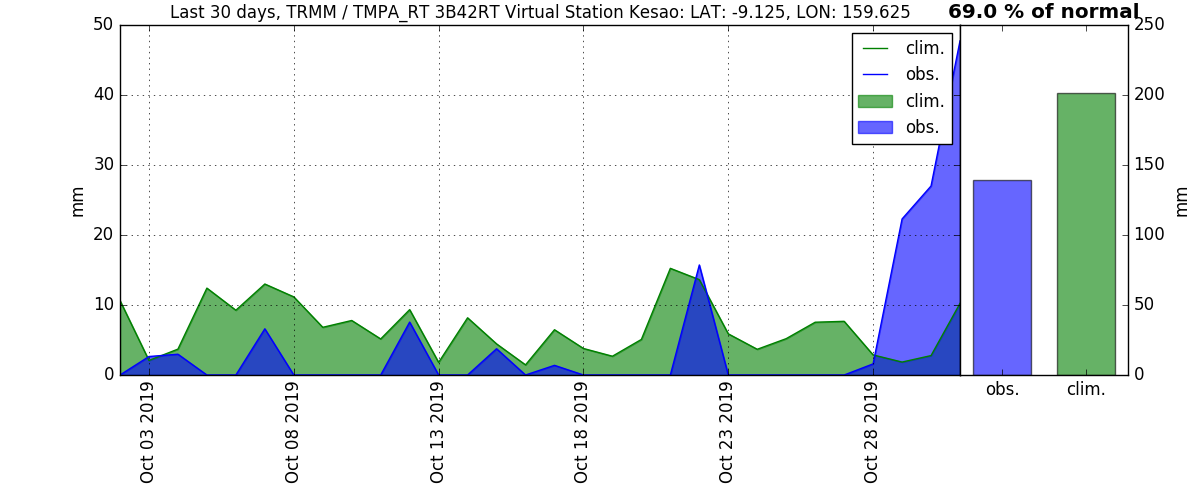 Last 30 days, TRMM / TMPA_RT 3B42RT Virtual Station Kesao: LAT: -9.125, LON: 159.625
69.0 % of normal
50
40
30
20
10
0
mm
clim.
obs.
clim.
obs.
Oct 03 2019
Oct 08 2019
Oct 13 2019
Oct 18 2019
Oct 23 2019
Oct 28 2019
250
200
150
100
50
0
mm
obs.
clim.